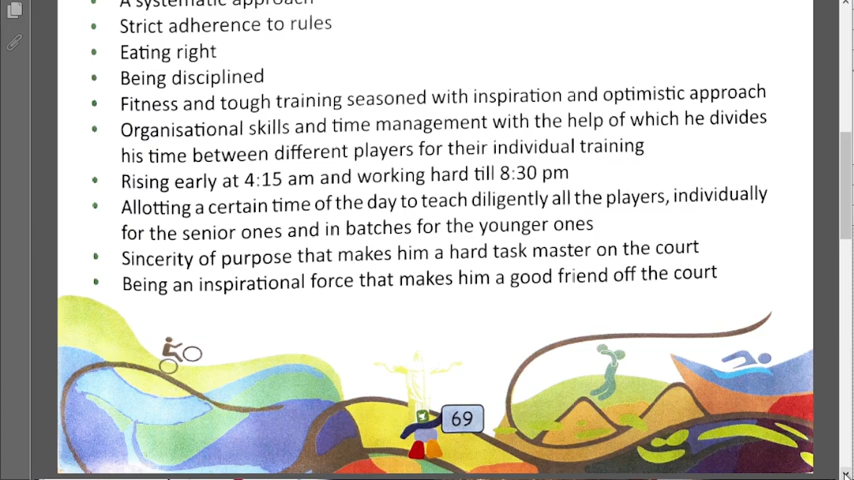 A systematic approach
• Strict adherence to rules
• Eating right
• Being disciplined
• Fitness and tough training seasoned with inspiration and optimistic approach
• Organisational skills and time management with the help of which he divides
his time between different players for their individual training
• Rising early at 4:15 am and working hard till 8:30 pm
• Allotting a certain time of the day to teach diligently all the players, individually
for the senior ones and in batches for the younger ones
• Sincerity of purpose that makes him a hard task master on the court
• Being an inspirational force that makes him a good friend off the court
69